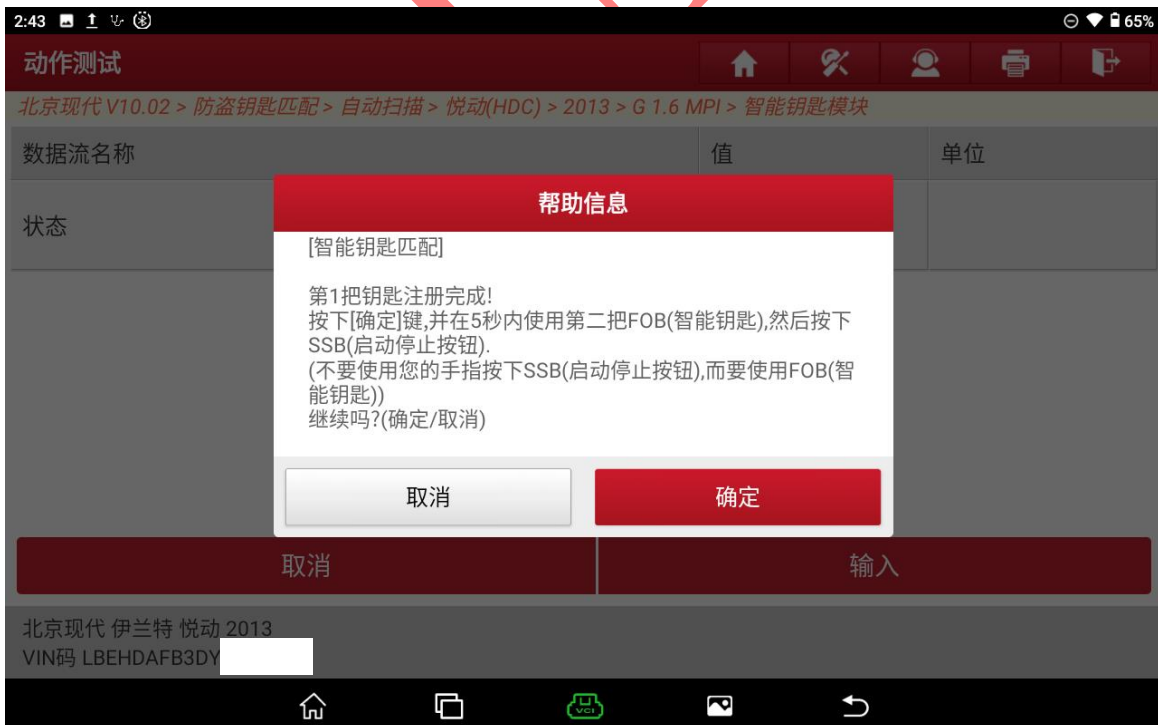 2:43
65%
动作测试
北京现代 V10.02 > 防盗钥匙匹配 > 自动扫描 > 悦动(HDC) > 2013 > G 1.6 MPI > 智能钥匙模块
数据流名称 值 单位
状态
帮助信息
[智能钥匙匹配]
第1把钥匙注册完成!
按下[确定]键,并在5秒内使用第二把FOB(智能钥匙),然后按下
SSB(启动停止按钮).
(不要使用您的手指按下SSB(启动停止按钮),而要使用FOB(智
能钥匙))
继续吗?(确定/取消)
取消 确定
取消 输入
北京现代 伊兰特 悦动 2013
VIN码 LBEHDAFB3DY
VCI